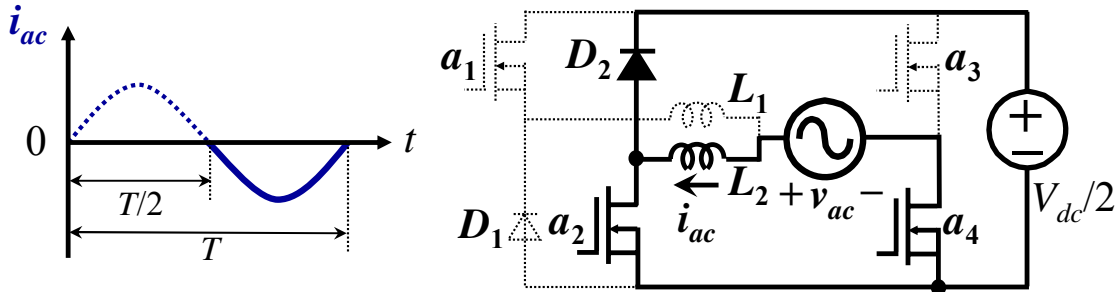 i_ac
0
t
T/2
T
a_1
D_2
a_3
L_1
L_2
+ v_ac −
i_ac
D_1
a_2
a_4
+
−
V_dc/2